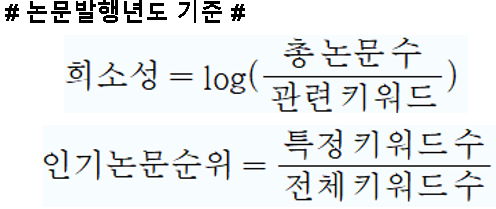 # 논문발행년도 기준 #
희소성 = log(총논문수 / 관련키워드)
인기논문순위 = 특정키워드수 / 전체키워드수